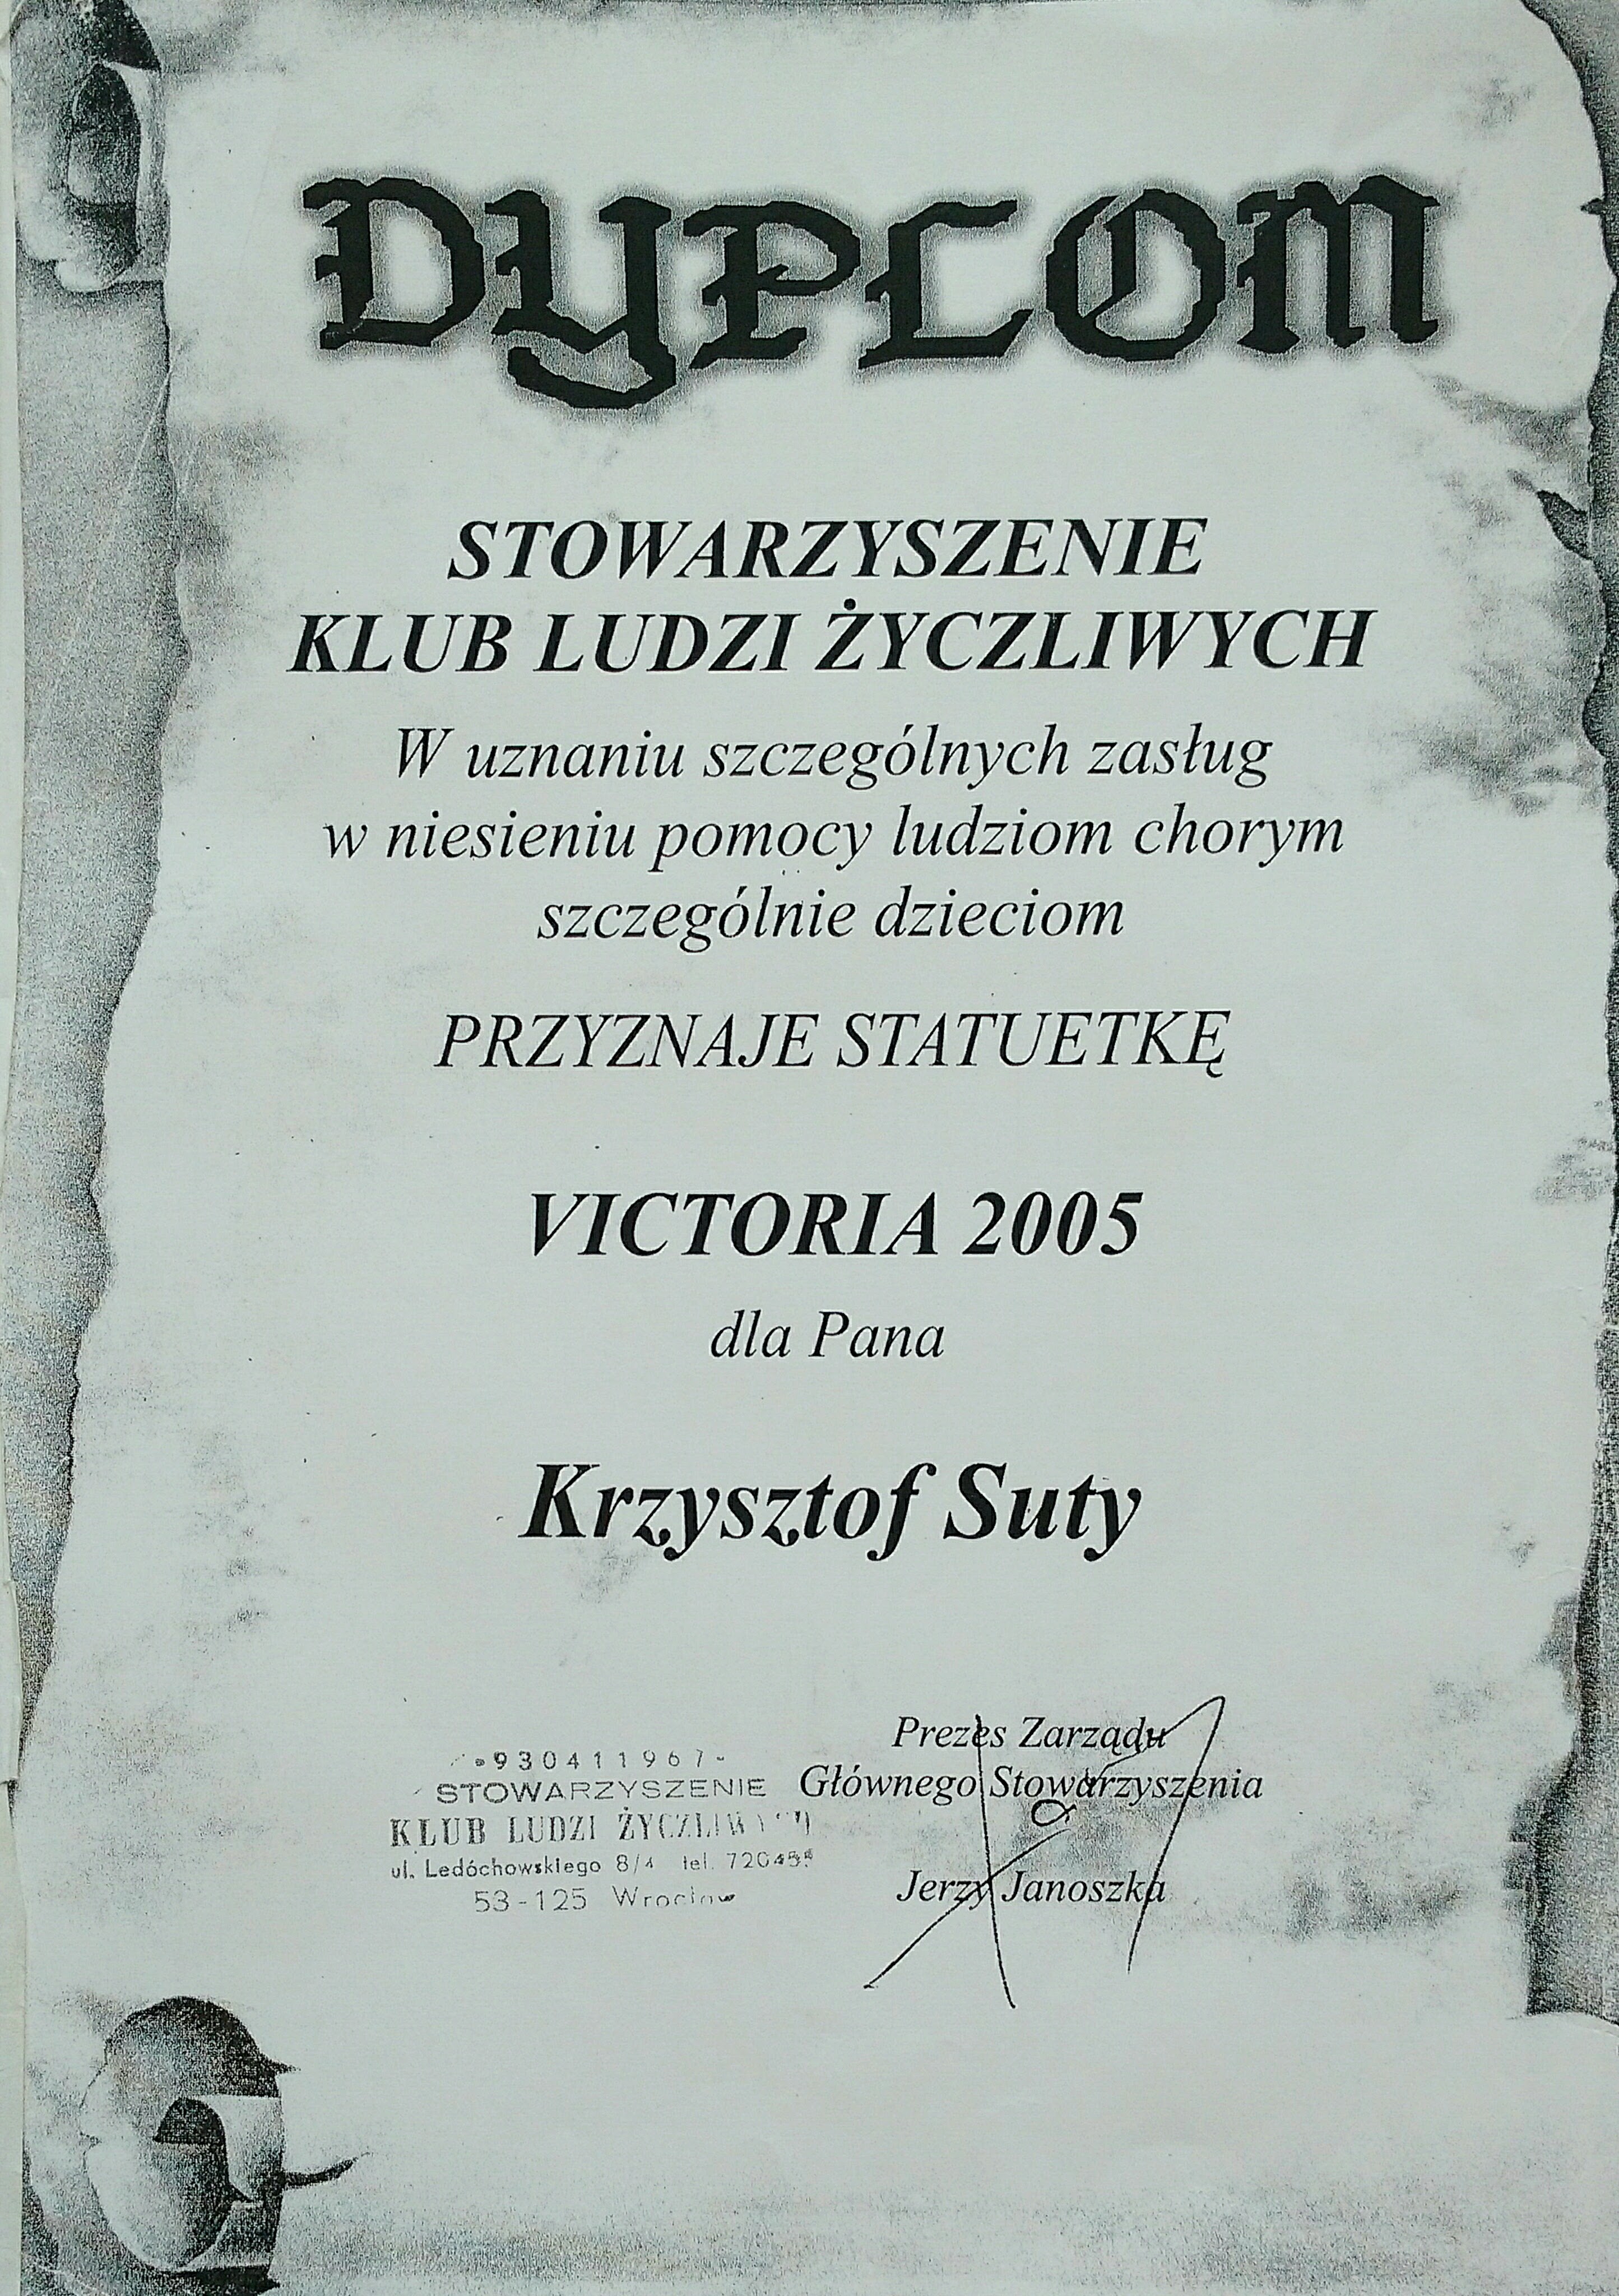 DYPLOM
STOWARZYSZENIE
KLUB LUDZI ŻYCZLIWYCH
W uznaniu szczególnych zasług
w niesieniu pomocy ludziom chorym
szczególnie dzieciom
PRZYZNAJE STATUETKĘ
VICTORIA 2005
dla Pana
Krzysztof Suty
Prezes Zarządu
Głównego Stowarzyszenia
Jerzy Janoszka
-930411967-
STOWARZYSZENIE
KLUB LUDZI ŻYCZLIWYCH
ul. Ledóchowskiego 8/4 tel.
53-125 Wrocław